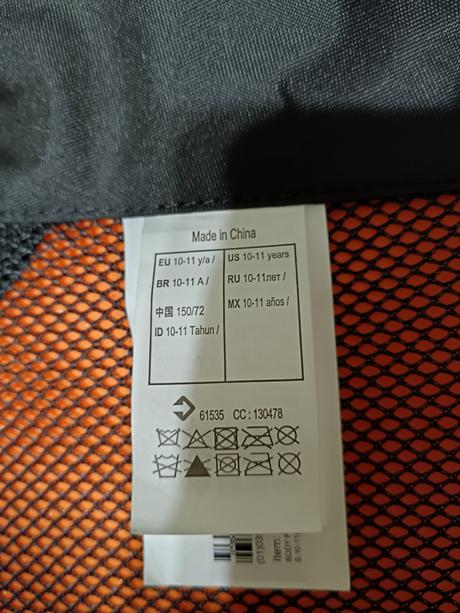 Made in China
EU 10-11 y/a /
US 10-11 years
BR 10-11 A /
RU 10-11лет /
中国 150/72
MX 10-11 años /
ID 10-11 Tahun /
61535 CC : 130478
Item: